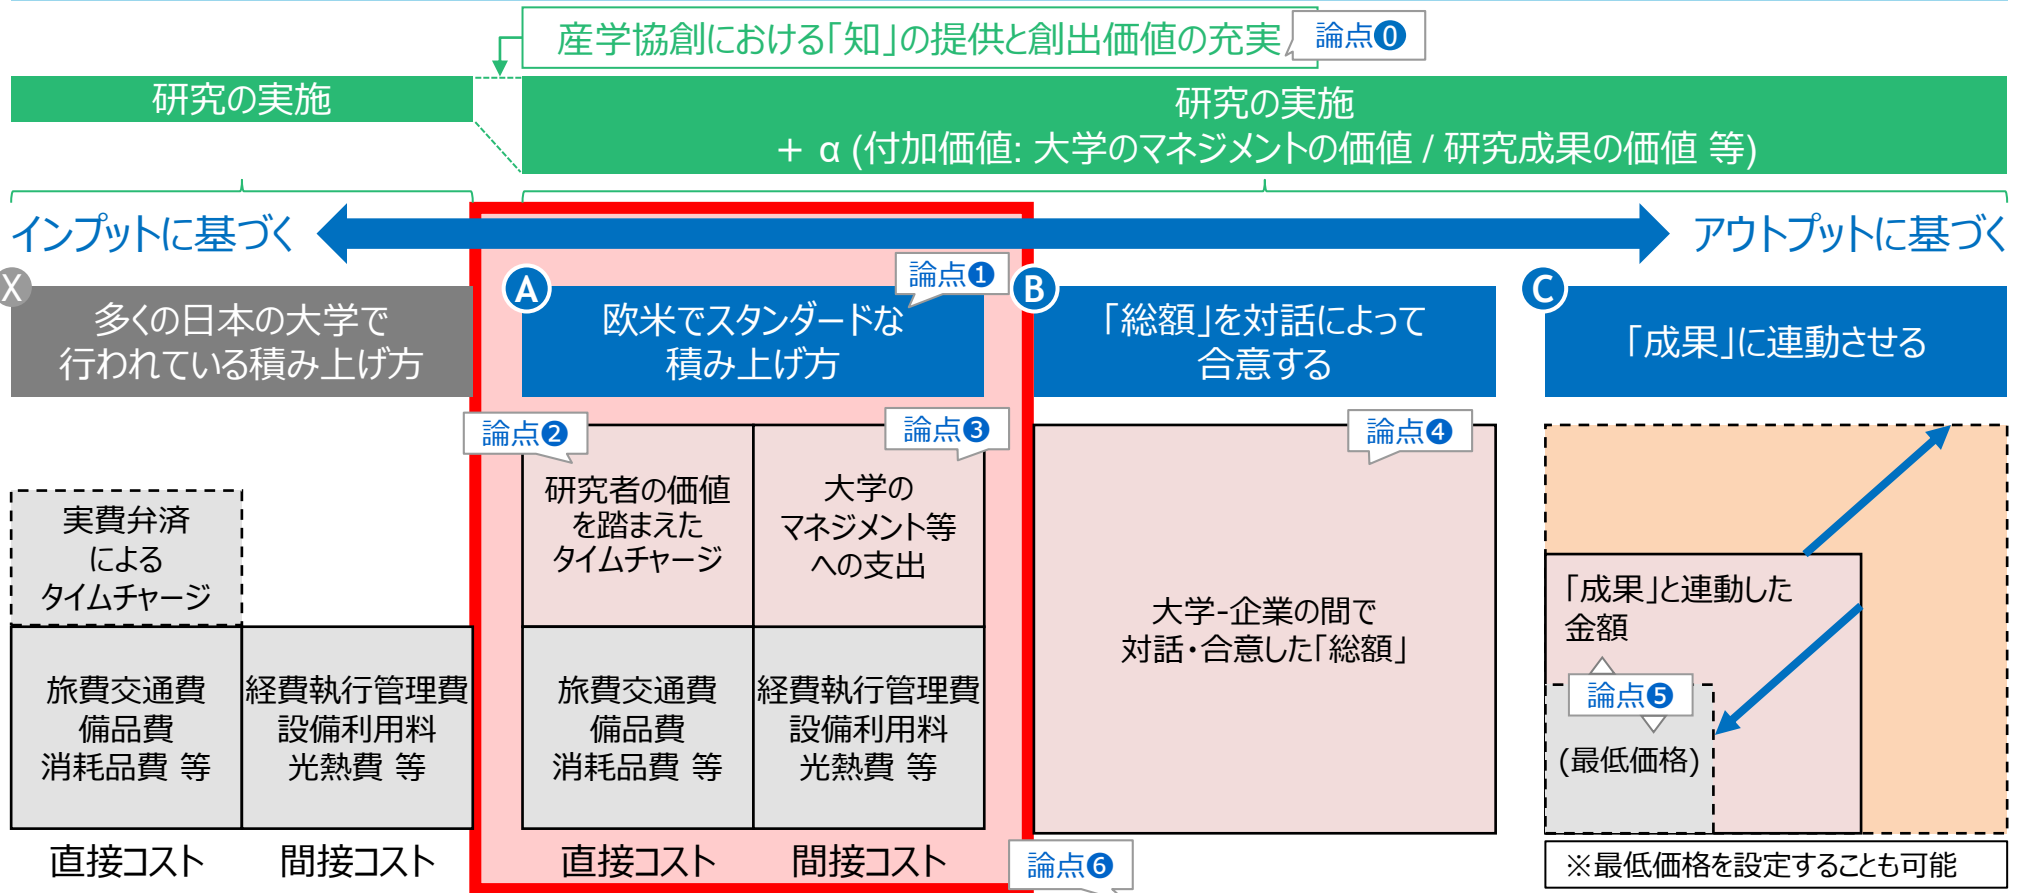 産学協創における「知」の提供と創出価値の充実
論点⓿
研究の実施
研究の実施
+ α (付加価値: 大学のマネジメントの価値 / 研究成果の価値 等)
インプットに基づく
アウトプットに基づく
X
多くの日本の大学で
行われている積み上げ方
A
論点❶
欧米でスタンダードな
積み上げ方
B
「総額」を対話によって
合意する
C
「成果」に連動させる
実費弁済
による
タイムチャージ
旅費交通費
備品費
消耗品費 等
経費執行管理費
設備利用料
光熱費 等
直接コスト
間接コスト
論点❷
研究者の価値
を踏まえた
タイムチャージ
論点❸
大学の
マネジメント等
への支出
旅費交通費
備品費
消耗品費 等
経費執行管理費
設備利用料
光熱費 等
直接コスト
間接コスト
論点❹
大学-企業の間で
対話・合意した「総額」
論点❻
「成果」と連動した
金額
論点❺
(最低価格)
※最低価格を設定することも可能